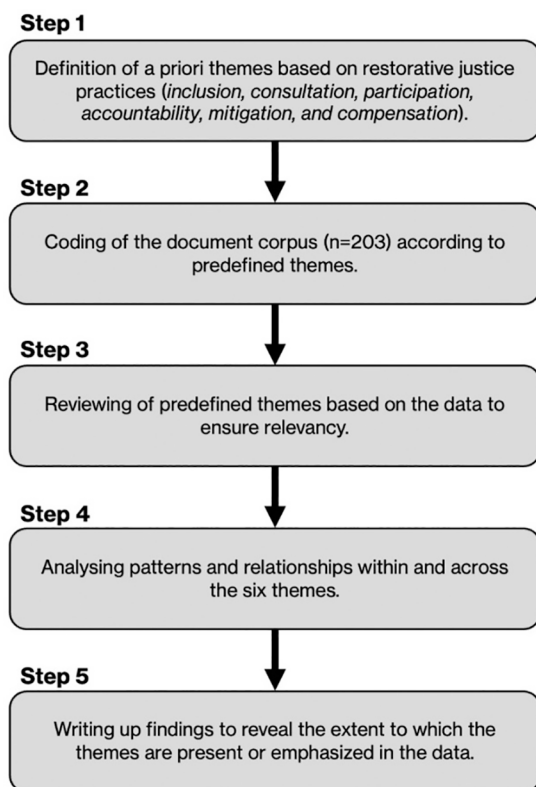 Step 1
Definition of a priori themes based on restorative justice
practices (inclusion, consultation, participation,
accountability, mitigation, and compensation).
Step 2
Coding of the document corpus (n=203) according to
predefined themes.
Step 3
Reviewing of predefined themes based on the data to
ensure relevancy.
Step 4
Analysing patterns and relationships within and across
the six themes.
Step 5
Writing up findings to reveal the extent to which the
themes are present or emphasized in the data.